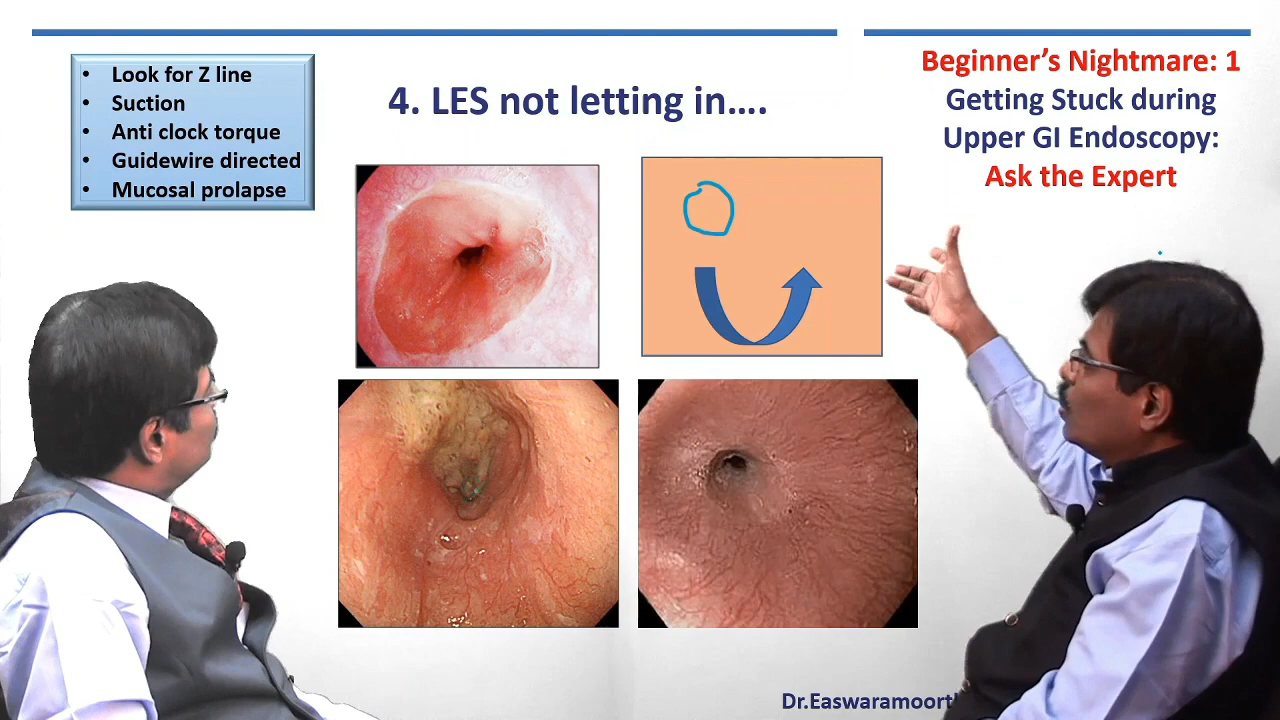 Beginner's Nightmare: 1
Getting Stuck during
Upper GI Endoscopy:
Ask the Expert
4. LES not letting in....
• Look for Z line
• Suction
• Anti clock torque
• Guidewire directed
• Mucosal prolapse